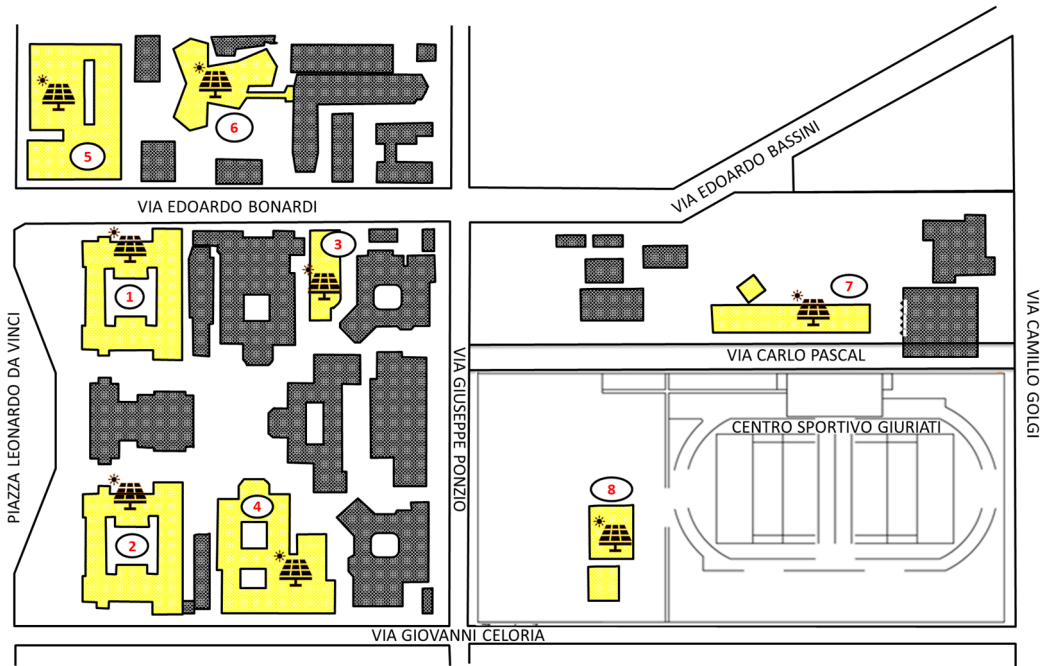 5
6
VIA EDOARDO BASSINI
VIA EDOARDO BONARDI
3
1
7
PIAZZA LEONARDO DA VINCI
VIA GIUSEPPE PONZIO
VIA CARLO PASCAL
VIA CAMILLO GOLGI
CENTRO SPORTIVO GIURIATI
8
4
2
VIA GIOVANNI CELORIA